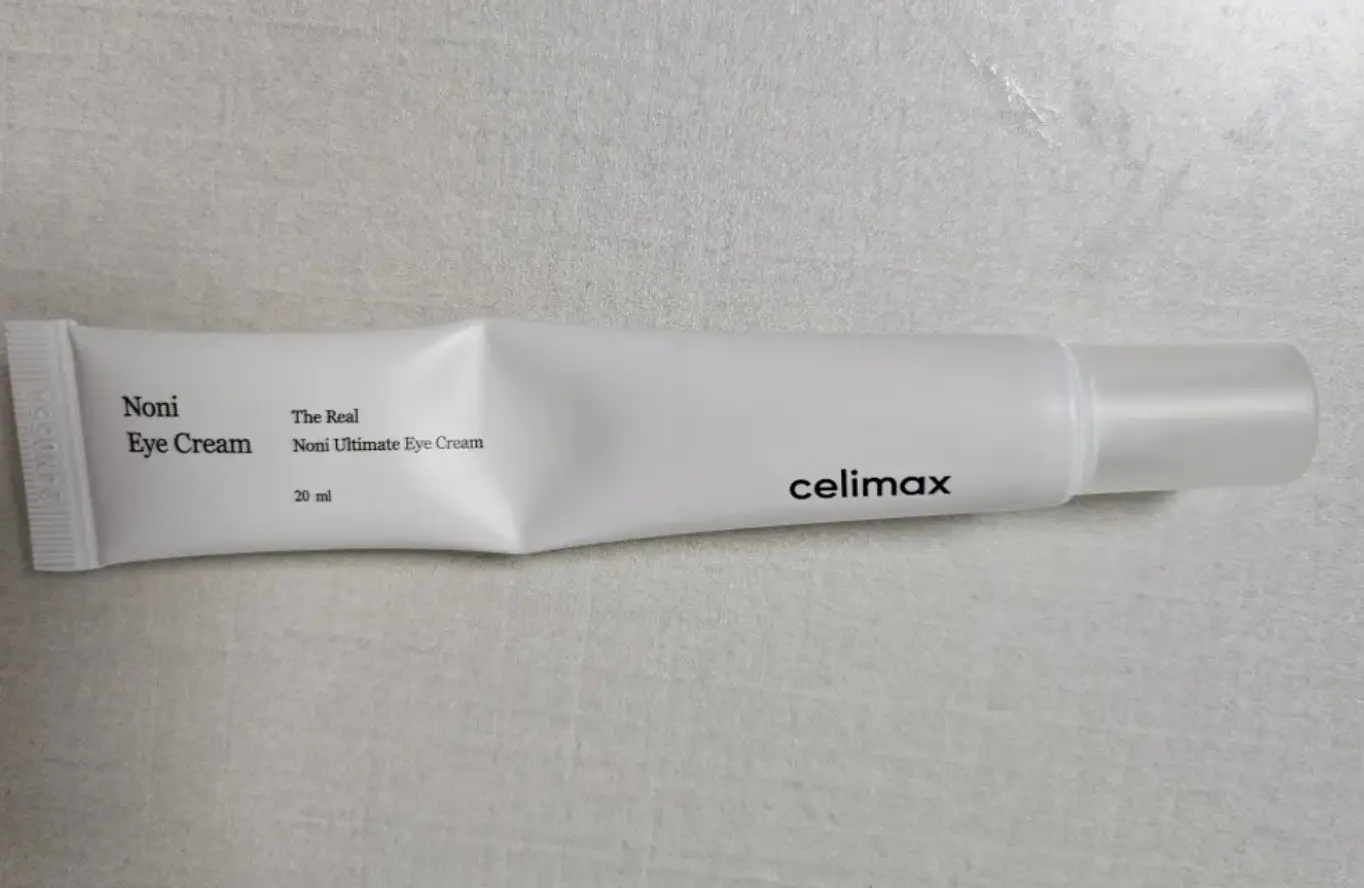 Noni
Eye Cream
The Real
Noni Ultimate Eye Cream
20 ml
celimax